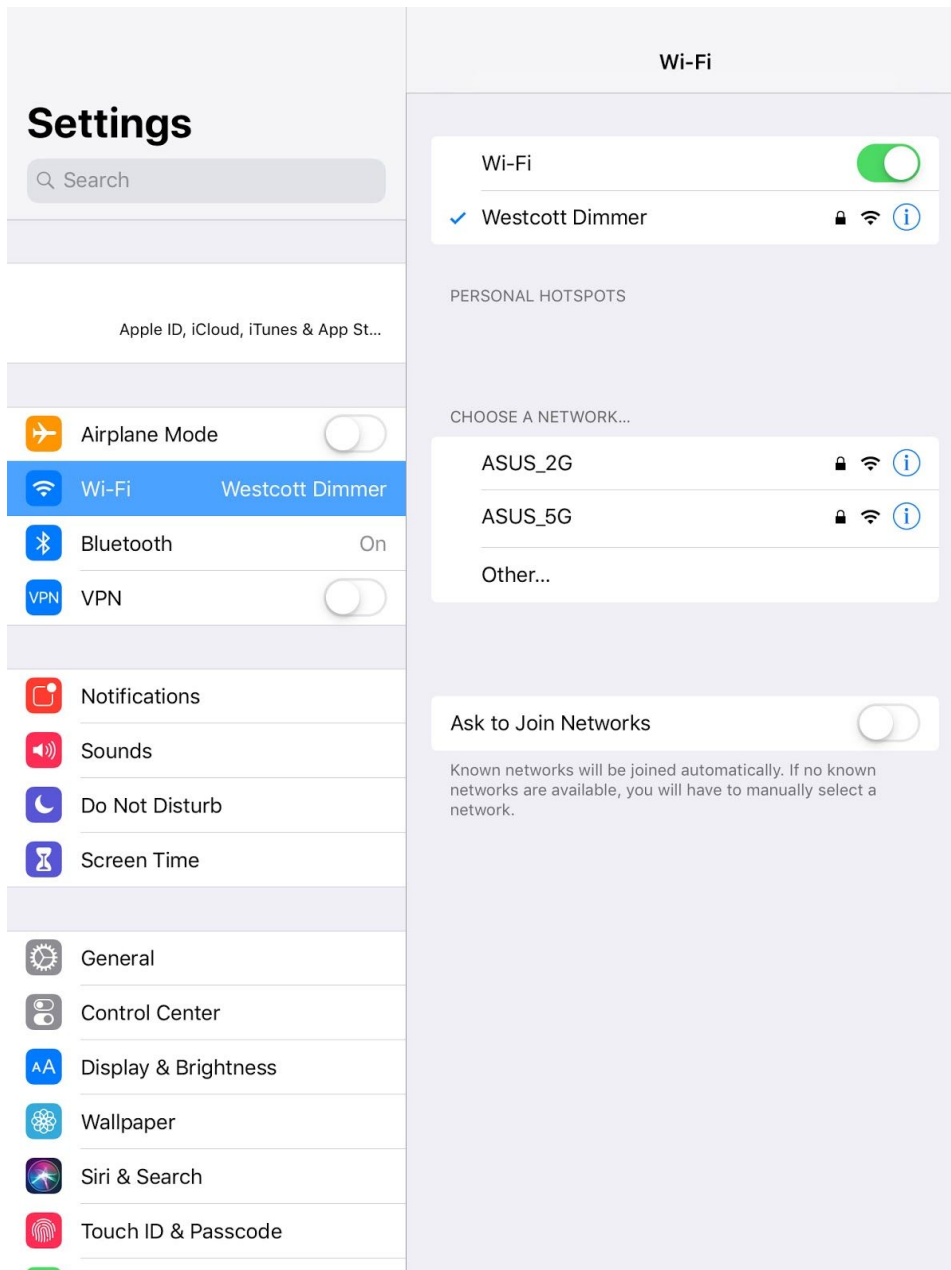 Settings
Search
Apple ID, iCloud, iTunes & App St...
Airplane Mode
Wi-Fi Westcott Dimmer
Bluetooth On
VPN VPN
Notifications
Sounds
Do Not Disturb
Screen Time
General
Control Center
AA Display & Brightness
Wallpaper
Siri & Search
Touch ID & Passcode
Wi-Fi
Wi-Fi
Westcott Dimmer
PERSONAL HOTSPOTS
CHOOSE A NETWORK...
ASUS_2G
ASUS_5G
Other...
Ask to Join Networks
Known networks will be joined automatically. If no known
networks are available, you will have to manually select a
network.